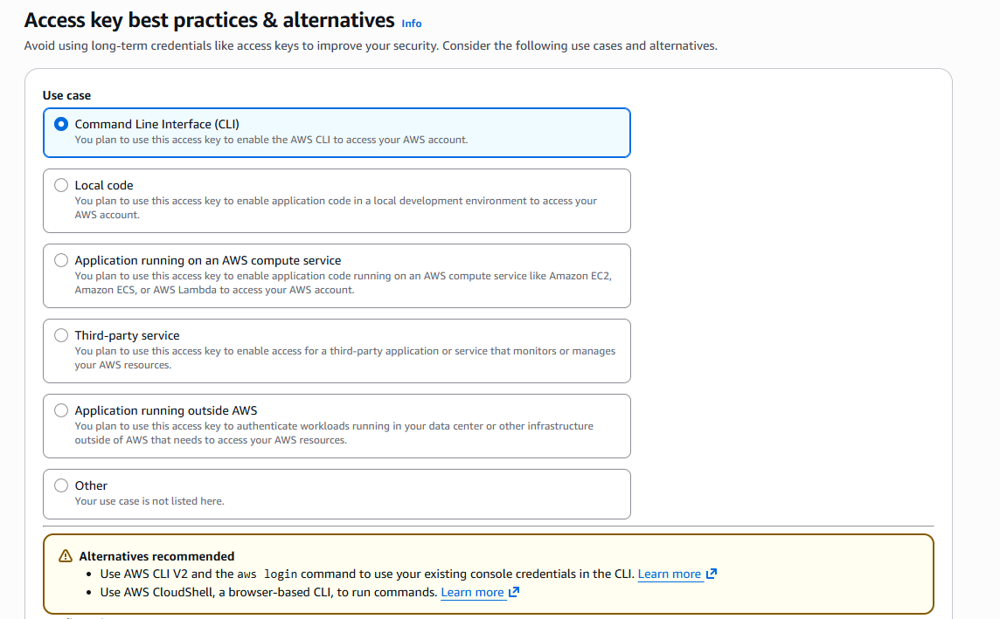 Access key best practices & alternatives Info
Avoid using long-term credentials like access keys to improve your security. Consider the following use cases and alternatives.
Use case
Command Line Interface (CLI)
You plan to use this access key to enable the AWS CLI to access your AWS account.
Local code
You plan to use this access key to enable application code in a local development environment to access your
AWS account.
Application running on an AWS compute service
You plan to use this access key to enable application code running on an AWS compute service like Amazon EC2,
Amazon ECS, or AWS Lambda to access your AWS account.
Third-party service
You plan to use this access key to enable access for a third-party application or service that monitors or manages
your AWS resources.
Application running outside AWS
You plan to use this access key to authenticate workloads running in your data center or other infrastructure
outside of AWS that needs to access your AWS resources.
Other
Your use case is not listed here.
Alternatives recommended
• Use AWS CLI V2 and the aws login command to use your existing console credentials in the CLI. Learn more
• Use AWS CloudShell, a browser-based CLI, to run commands. Learn more